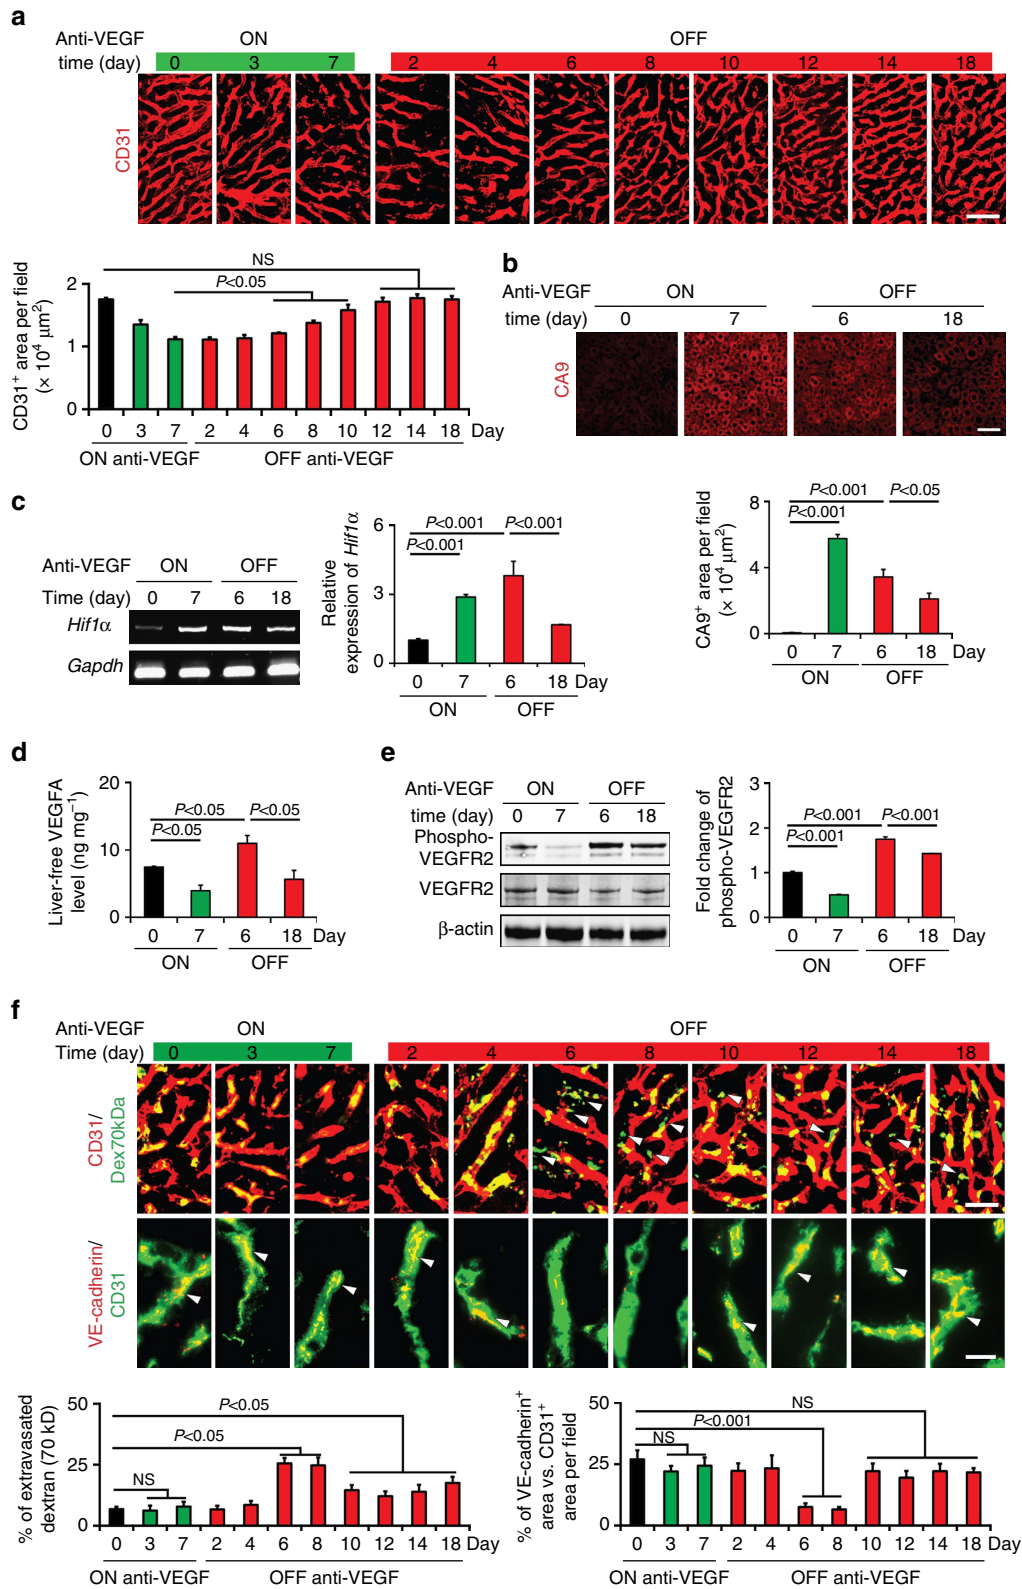 a
Anti-VEGF ON OFF
time (day) 0 3 7 2 4 6 8 10 12 14 18
CD31
NS
P<0.05
CD31+ area per field
(× 10⁴ μm²)
2
1
0
0 3 7 2 4 6 8 10 12 14 18 Day
ON anti-VEGF OFF anti-VEGF
b
Anti-VEGF ON OFF
time (day) 0 7 6 18
CA9
CA9+ area per field
(× 10⁴ μm²)
8
4
0
P<0.001 P<0.05
P<0.001
0 7 6 18 Day
ON OFF
c
Anti-VEGF ON OFF
Time (day) 0 7 6 18
Hif1α
Gapdh
Relative
expression of Hif1α
6
3
0
P<0.001 P<0.001
P<0.001
0 7 6 18 Day
ON OFF
d
Liver-free VEGFA
level (ng mg⁻¹)
20
10
0
P<0.05 P<0.05
P<0.05
0 7 6 18 Day
ON OFF
e
Anti-VEGF ON OFF
time (day) 0 7 6 18
Phospho-
VEGFR2
VEGFR2
β-actin
Fold change of
phospho-VEGFR2
3
2
1
0
P<0.001 P<0.001
P<0.001
0 7 6 18 Day
ON OFF
f
Anti-VEGF ON OFF
Time (day) 0 3 7 2 4 6 8 10 12 14 18
CD31/
Dex70kDa
VE-cadherin/
CD31
% of extravasated
dextran (70 kD)
50
25
0
P<0.05
P<0.05
NS
0 3 7 2 4 6 8 10 12 14 18 Day
ON anti-VEGF OFF anti-VEGF
% of VE-cadherin+
area vs. CD31+
area per field
50
25
0
NS
P<0.001
NS
0 3 7 2 4 6 8 10 12 14 18 Day
ON anti-VEGF OFF anti-VEGF